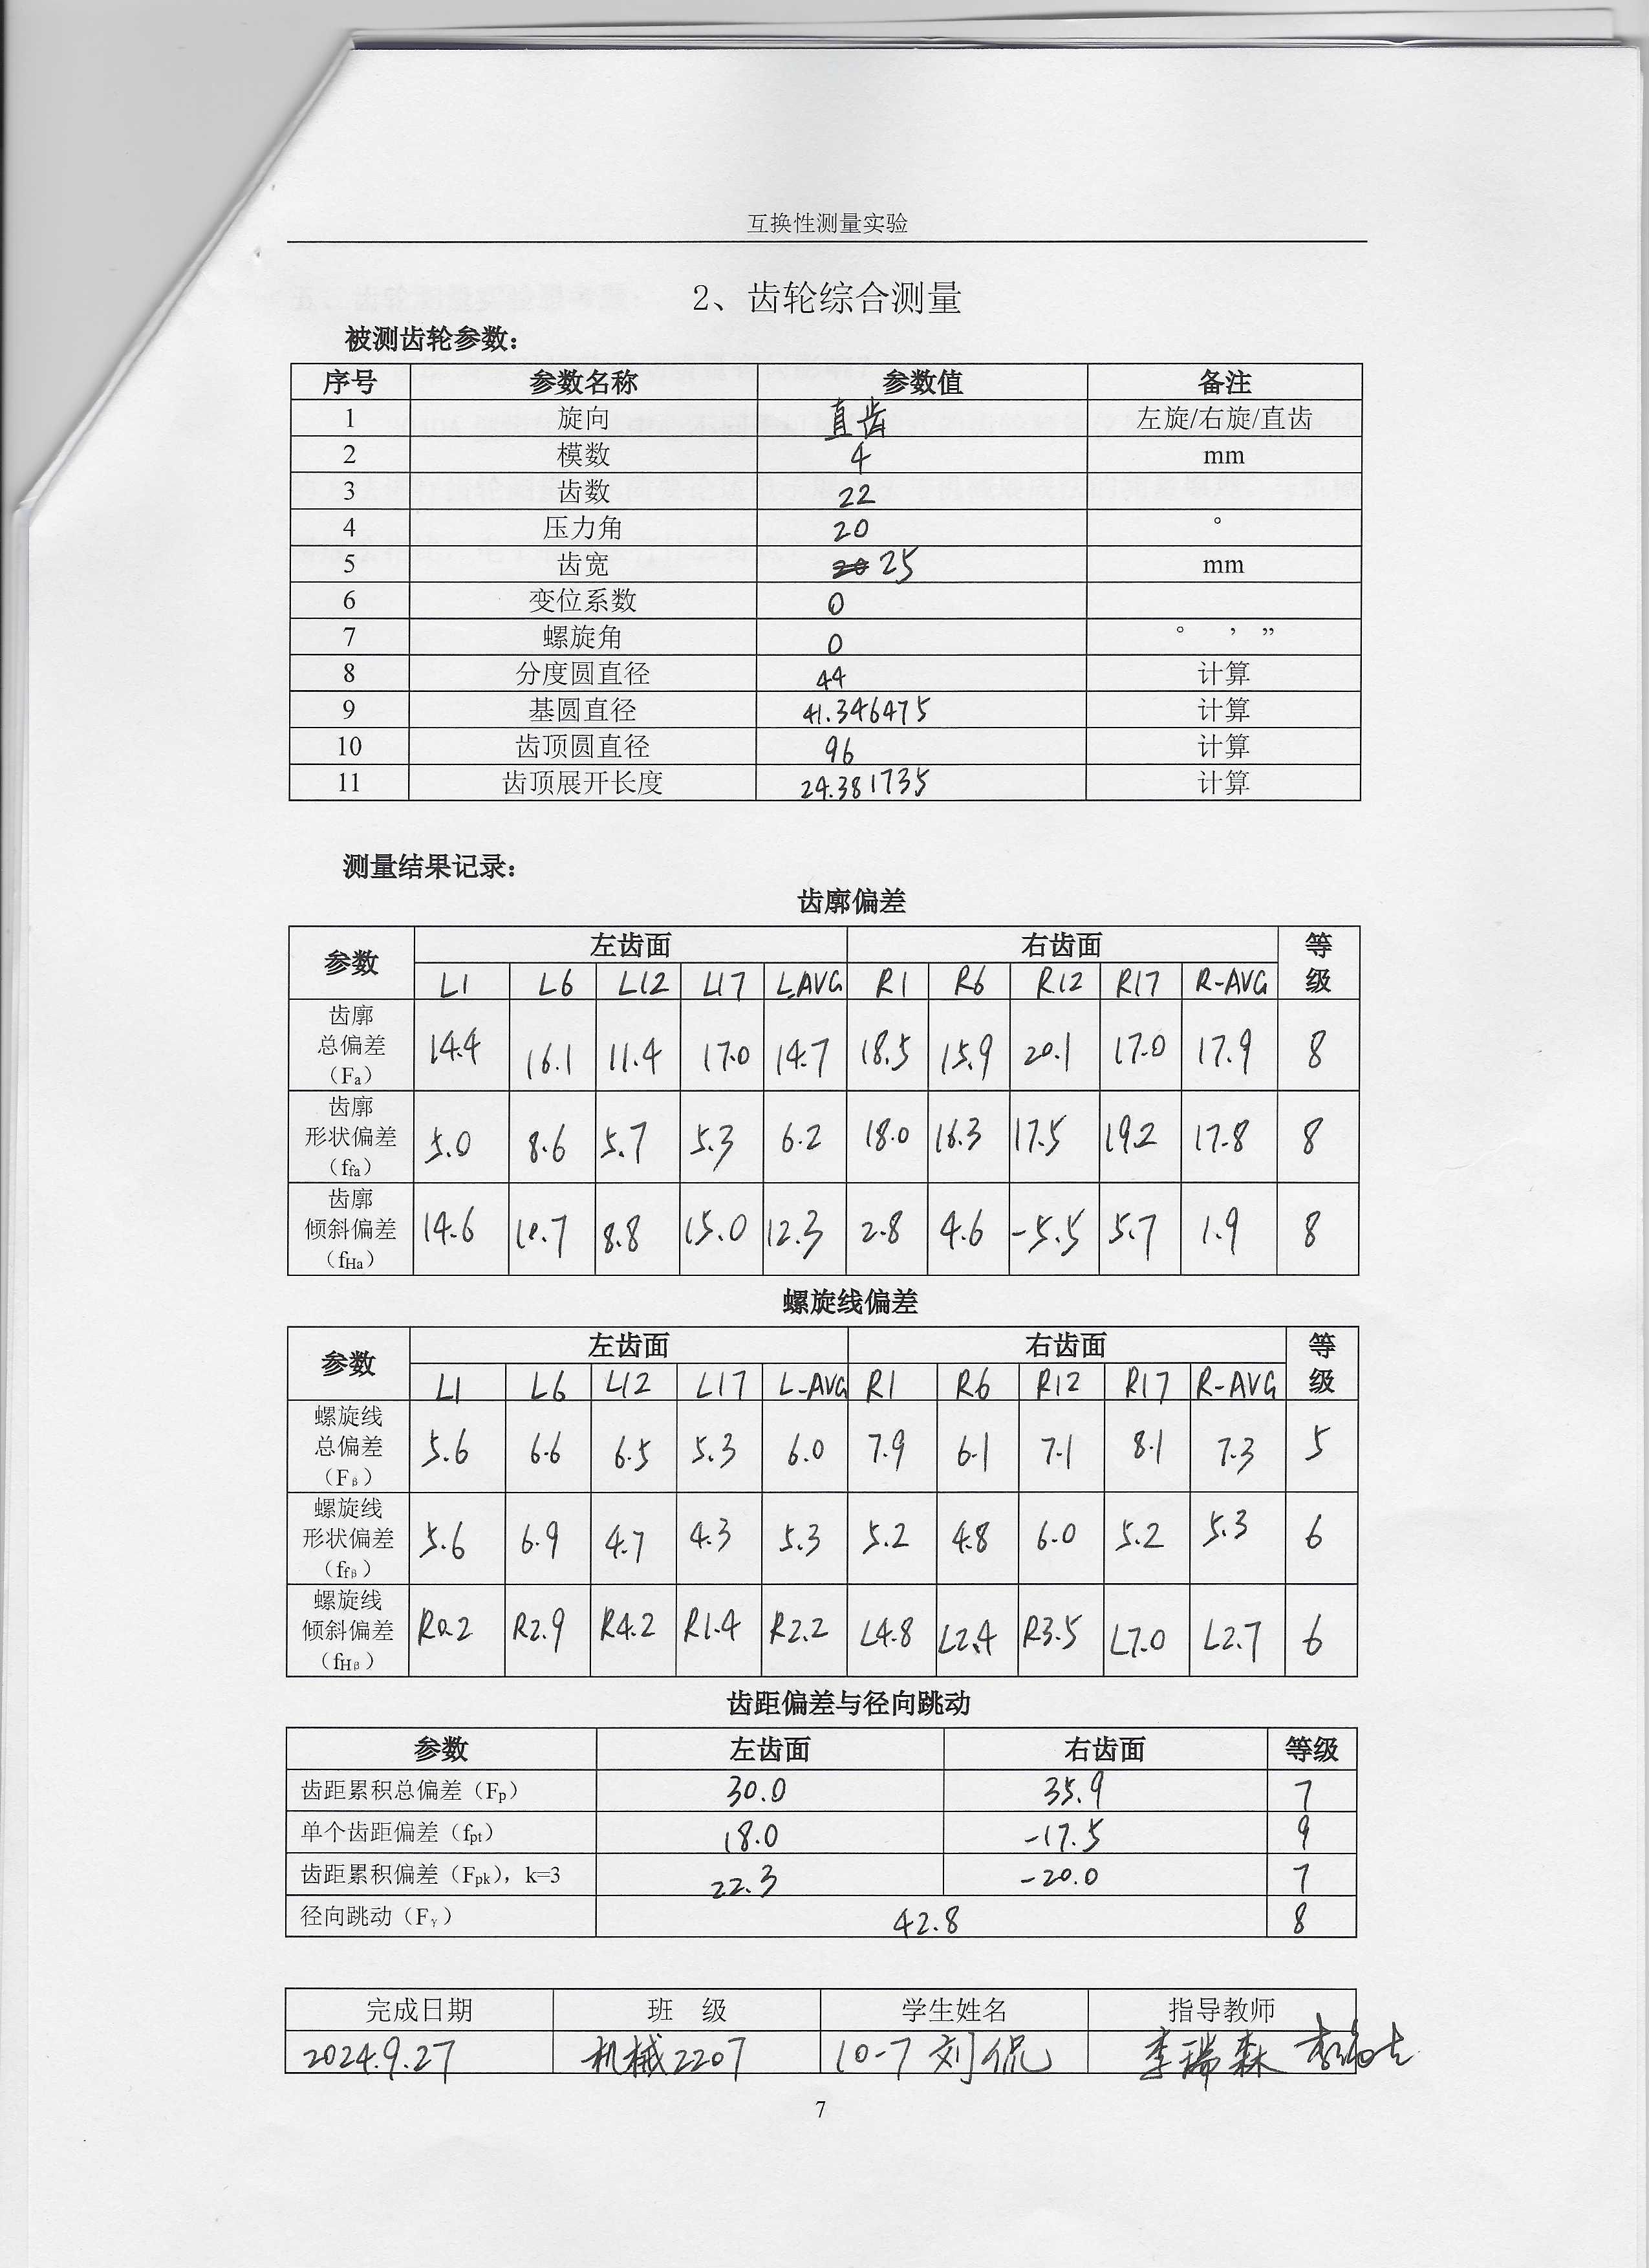 互换性测量实验
2、齿轮综合测量
被测齿轮参数：
序号 参数名称 参数值 备注
1 旋向 直齿 左旋/右旋/直齿
2 模数 4 mm
3 齿数 22
4 压力角 20 °
5 齿宽 25 mm
6 变位系数 0
7 螺旋角 0 ° ’ ”
8 分度圆直径 44 计算
9 基圆直径 41.346475 计算
10 齿顶圆直径 96 计算
11 齿顶展开长度 24.381735 计算
测量结果记录：
齿廓偏差
参数 左齿面 右齿面 等级
L1 L6 L12 L17 L.AVG R1 R6 R12 R17 R-AVG
齿廓总偏差（Fa） 14.4 16.1 11.4 17.0 14.7 18.5 15.9 20.1 17.0 17.9 8
齿廓形状偏差（ffa） 5.0 8.6 5.7 5.3 6.2 18.0 16.3 17.5 19.2 17.8 8
齿廓倾斜偏差（fHa） 14.6 10.7 8.8 15.0 12.3 2.8 4.6 -5.5 5.7 1.9 8
螺旋线偏差
参数 左齿面 右齿面 等级
L1 L6 L12 L17 L-AVG R1 R6 R12 R17 R-AVG
螺旋线总偏差（Fβ） 5.6 6.6 6.5 5.3 6.0 7.9 6.1 7.1 8.1 7.3 5
螺旋线形状偏差（ffβ） 5.6 6.9 4.7 4.3 5.3 5.2 4.8 6.0 5.2 5.3 6
螺旋线倾斜偏差（fHβ） R0.2 R2.9 R4.2 R1.4 R2.2 L4.8 L2.4 R3.5 L7.0 L2.7 6
齿距偏差与径向跳动
参数 左齿面 右齿面 等级
齿距累积总偏差（Fp） 30.0 35.9 7
单个齿距偏差（fpt） 18.0 -17.5 9
齿距累积偏差（Fpk），k=3 22.3 -20.0 7
径向跳动（Fγ） 42.8 8
完成日期 班 级 学生姓名 指导教师
2024.9.27 机械2207 10-7 刘侃 李瑞森
7